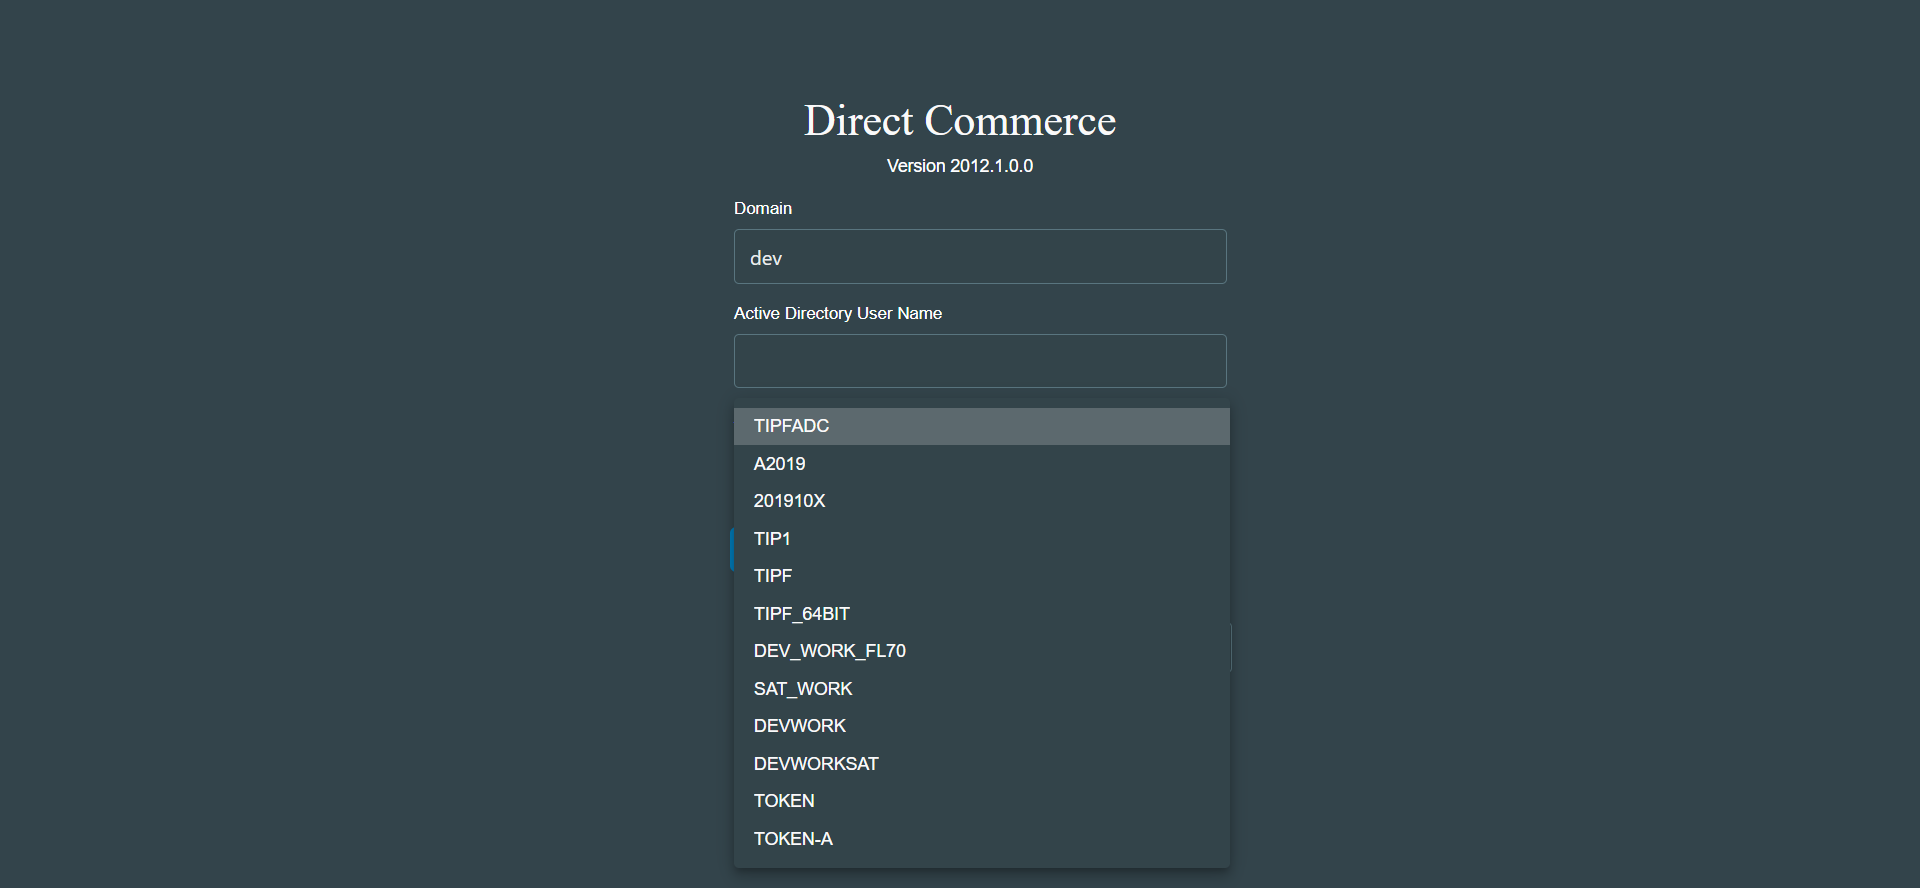 Direct Commerce
Version 2012.1.0.0
Domain
dev
Active Directory User Name
TIPFADC
A2019
201910X
TIP1
TIPF
TIPF_64BIT
DEV_WORK_FL70
SAT_WORK
DEVWORK
DEVWORKSAT
TOKEN
TOKEN-A